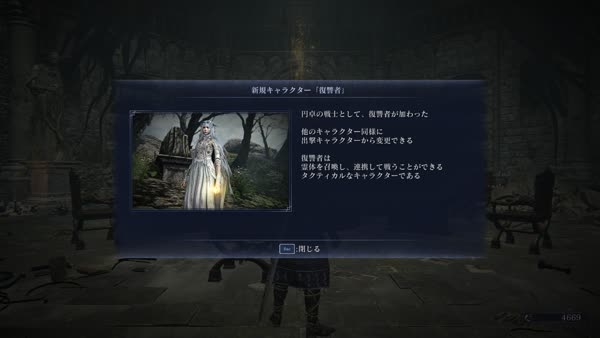 新規キャラクター「復讐者」
円卓の戦士として、復讐者が加わった
他のキャラクター同様に
出撃キャラクターから変更できる
復讐者は
霊体を召喚し、連携して戦うことができる
タクティカルなキャラクターである
Esc:閉じる
4669